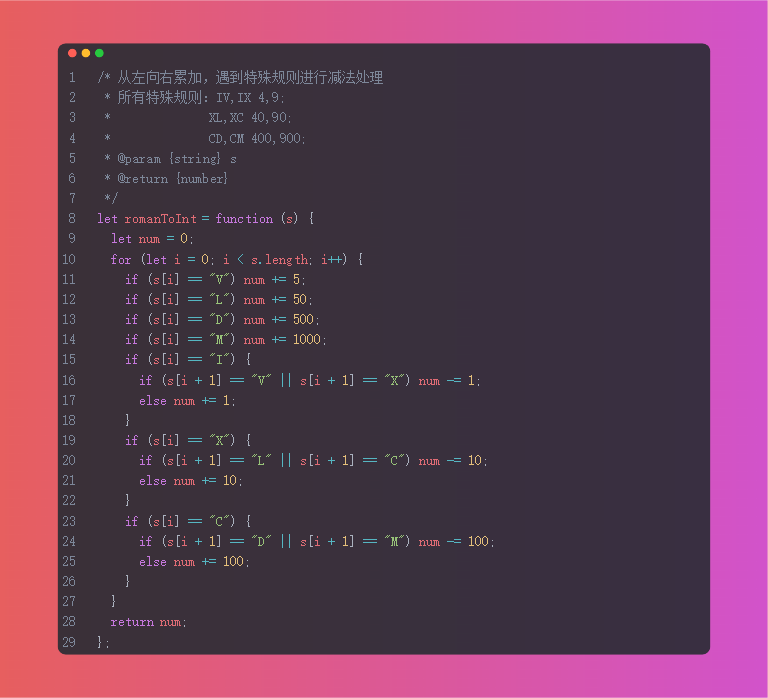 1 /* 从左向右累加，遇到特殊规则进行减法处理
2  * 所有特殊规则：IV,IX 4,9;
3  *              XL,XC 40,90;
4  *              CD,CM 400,900;
5  * @param {string} s
6  * @return {number}
7  */
8 let romanToInt = function (s) {
9   let num = 0;
10   for (let i = 0; i < s.length; i++) {
11     if (s[i] == "V") num += 5;
12     if (s[i] == "L") num += 50;
13     if (s[i] == "D") num += 500;
14     if (s[i] == "M") num += 1000;
15     if (s[i] == "I") {
16       if (s[i + 1] == "V" || s[i + 1] == "X") num -= 1;
17       else num += 1;
18     }
19     if (s[i] == "X") {
20       if (s[i + 1] == "L" || s[i + 1] == "C") num -= 10;
21       else num += 10;
22     }
23     if (s[i] == "C") {
24       if (s[i + 1] == "D" || s[i + 1] == "M") num -= 100;
25       else num += 100;
26     }
27   }
28   return num;
29 };